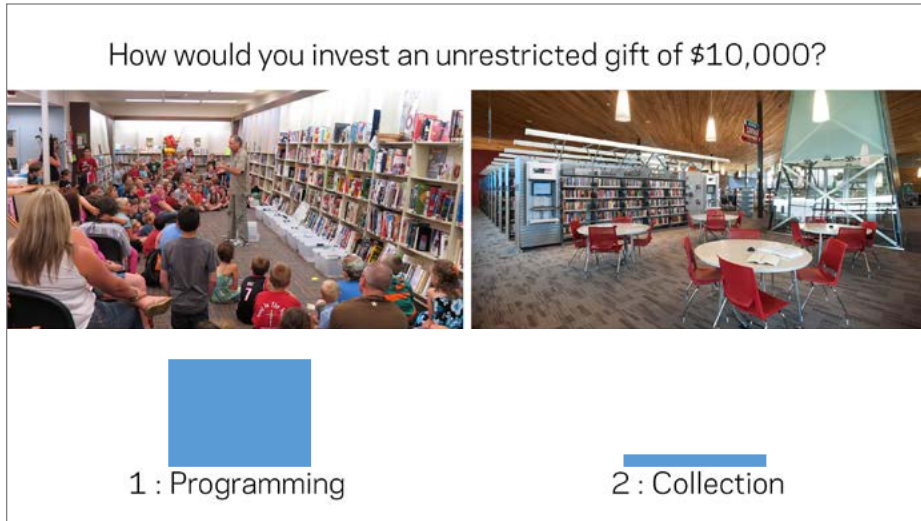 How would you invest an unrestricted gift of $10,000?
1 : Programming
2 : Collection